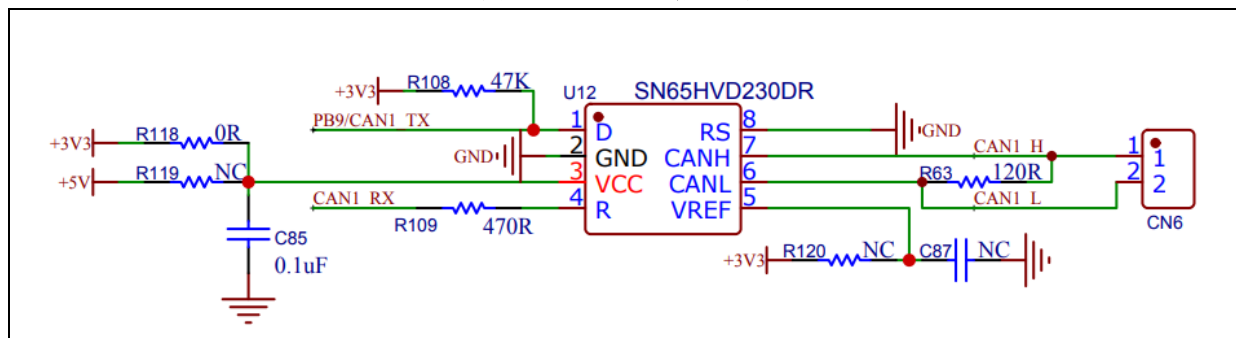 SN65HVD230DR
U12
R108 47K
+3V3
PB9/CAN1_TX
R118 0R
+3V3
R119 NC
+5V
C85
0.1uF
CAN1_RX
R109 470R
GND
1 D
2 GND
3 VCC
4 R
RS 8
CANH 7
CANL 6
VREF 5
GND
CAN1_H
R63 120R
CAN1_L
1 1
2 2
CN6
+3V3 R120 NC C87 NC